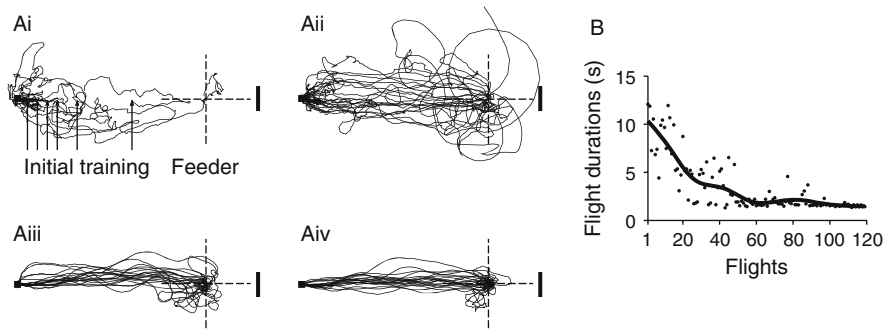 Ai
Aii
Initial training
Feeder
Aiii
Aiv
B
Flight durations (s)
15
10
5
0
1 20 40 60 80 100 120
Flights